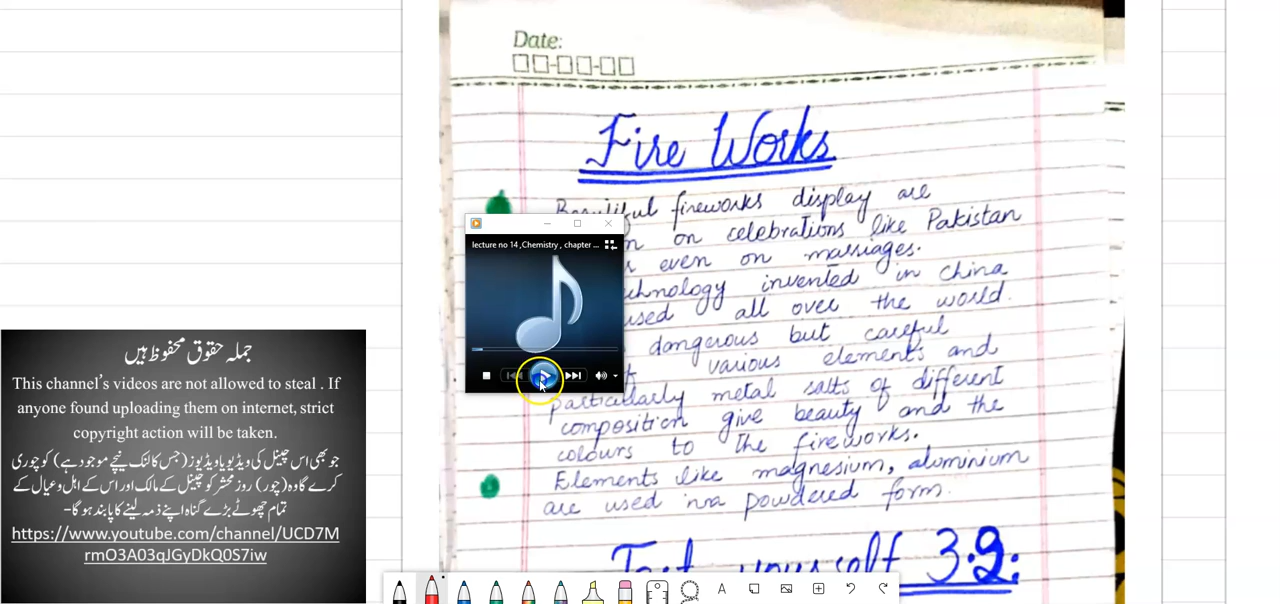 Date:
Fire Works
Beautiful fireworks display are
on celebrations like Pakistan
even on marriages.
invented in China
used all over the world.
dangerous but careful
various elements and
particularly metal salts of different
composition give beauty and the
colours to the fireworks.
Elements like magnesium, aluminium
are used in a powdered form.
Test yourself 3.2:
lecture no 14 ,Chemistry , chapter ...
جملہ حقوق محفوظ ہیں
This channel's videos are not allowed to steal . If
anyone found uploading them on internet, strict
copyright action will be taken.
جو بھی اس چینل کی ویڈیو یا ویڈیوز (جس کا لنک نیچے موجود ہے) کو چوری
کرے گا وہ (چور) روز محشر کو چینل کے مالک اور اس کے اہل و عیال کے
تمام چھوٹے بڑے گناہ اپنے ذمہ لینے کا پابند ہو گا-
https://www.youtube.com/channel/UCD7M
rmO3A03qJGyDkQ0S7iw
A